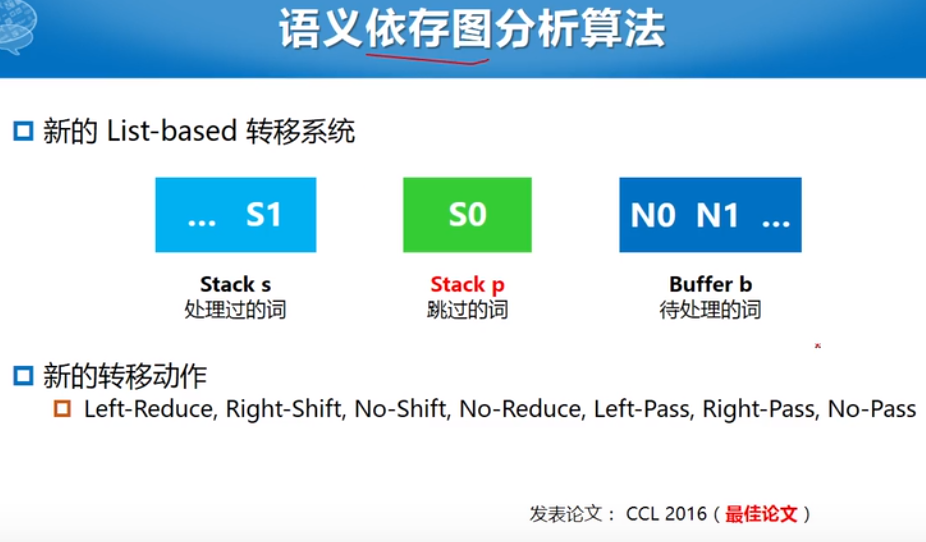 语义依存图分析算法
新的 List-based 转移系统
... S1
S0
N0 N1 ...
Stack s
Stack p
Buffer b
处理过的词
跳过的词
待处理的词
新的转移动作
Left-Reduce, Right-Shift, No-Shift, No-Reduce, Left-Pass, Right-Pass, No-Pass
发表论文： CCL 2016（最佳论文）